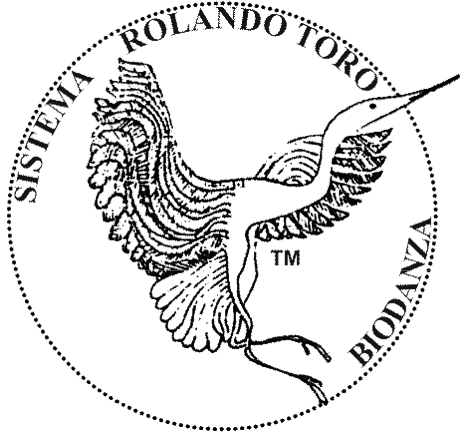 SISTEMA ROLANDO TORO
BIODANZA
TM